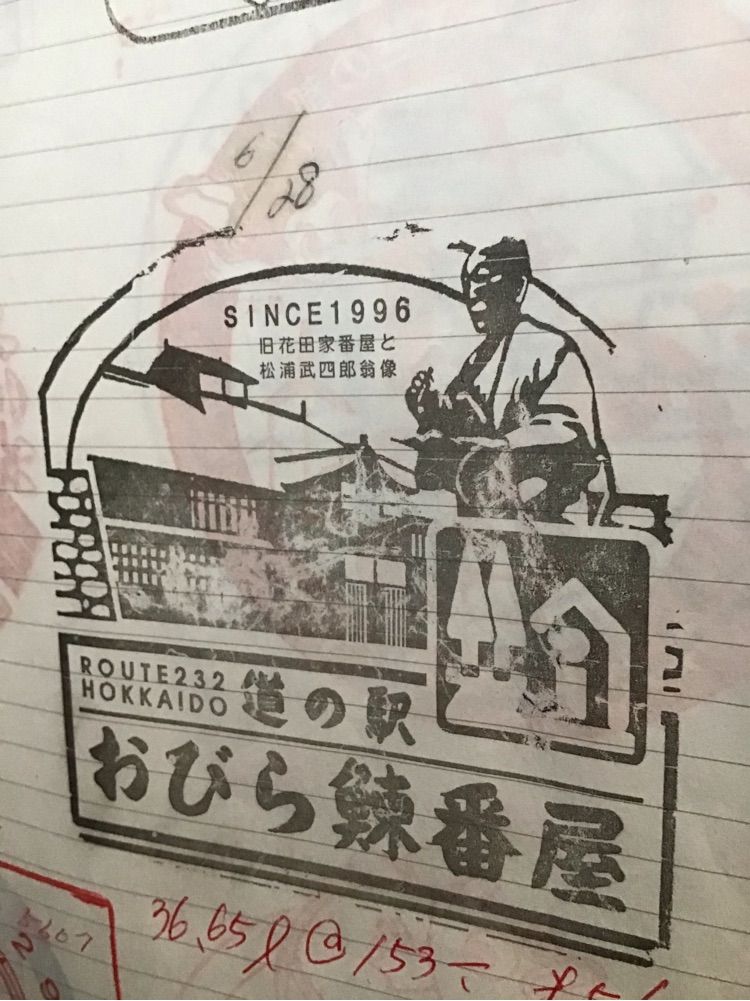 6/28
SINCE1996
旧花田家番屋と
松浦武四郎翁像
ROUTE232
HOKKAIDO
道の駅
おびら鰊番屋
36.65ℓ@153-